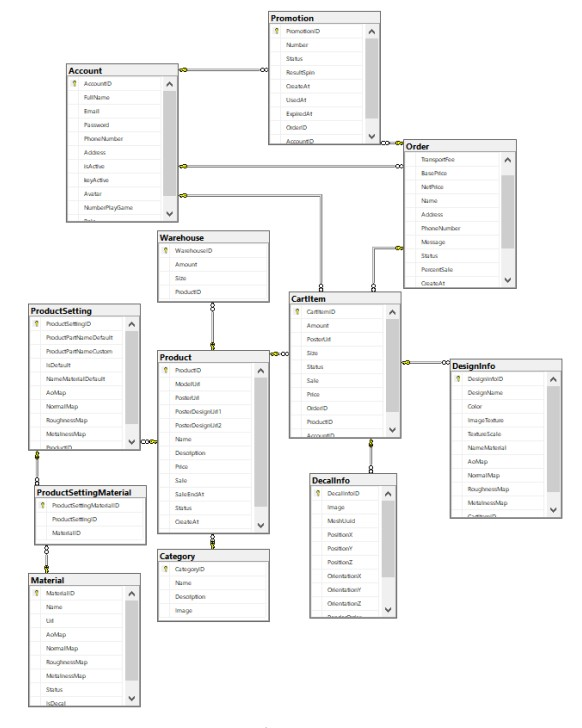 Promotion
PromotionID
Number
Status
ResultSpin
CreateAt
UsedAt
ExpiredAt
OrderID
AccountID
Account
AccountID
FullName
Email
Password
PhoneNumber
Address
IsActive
keyActive
Avatar
NumberPlayGame
Order
TransportFee
BasePrice
NetPrice
Name
Address
PhoneNumber
Message
Status
PercentSale
CreateAt
Warehouse
WarehouseID
Amount
Size
ProductID
CartItem
CartItemID
Amount
PosterUrl
Size
Status
Sale
Price
OrderID
ProductID
AccountID
ProductSetting
ProductSettingID
ProductPartNameDefault
ProductPartNameCustom
IsDefault
NameMaterialDefault
AoMap
NormalMap
RoughnessMap
MetalnessMap
ProductID
Product
ProductID
ModelUrl
PosterUrl
PosterDesignUrl1
PosterDesignUrl2
Name
Description
Price
Sale
SaleEndAt
Status
CreateAt
DesignInfo
DesignInfoID
DesignName
Color
ImageTexture
TextureScale
NameMaterial
AoMap
NormalMap
RoughnessMap
MetalnessMap
CartItemID
ProductSettingMaterial
ProductSettingMaterialID
ProductSettingID
MaterialID
DecalInfo
DecalInfoID
Image
MeshUuid
PositionX
PositionY
PositionZ
OrientationX
OrientationY
OrientationZ
RenderOrder
Category
CategoryID
Name
Description
Image
Material
MaterialID
Name
Url
AoMap
NormalMap
RoughnessMap
MetalnessMap
Status
IsDecal